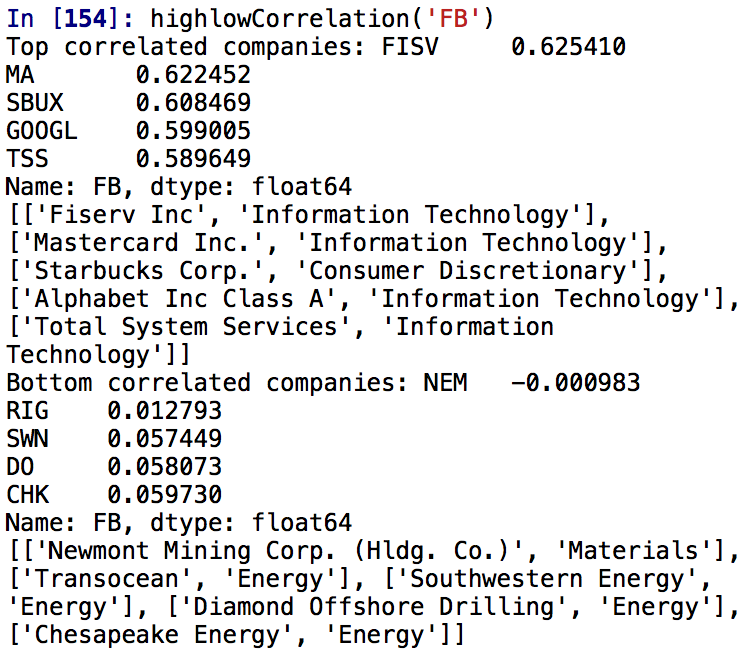 In [154]: highlowCorrelation('FB')
Top correlated companies: FISV     0.625410
MA       0.622452
SBUX     0.608469
GOOGL    0.599005
TSS      0.589649
Name: FB, dtype: float64
[['Fiserv Inc', 'Information Technology'],
['Mastercard Inc.', 'Information Technology'],
['Starbucks Corp.', 'Consumer Discretionary'],
['Alphabet Inc Class A', 'Information Technology'],
['Total System Services', 'Information
Technology']]
Bottom correlated companies: NEM   -0.000983
RIG    0.012793
SWN    0.057449
DO     0.058073
CHK    0.059730
Name: FB, dtype: float64
[['Newmont Mining Corp. (Hldg. Co.)', 'Materials'],
['Transocean', 'Energy'], ['Southwestern Energy',
'Energy'], ['Diamond Offshore Drilling', 'Energy'],
['Chesapeake Energy', 'Energy']]